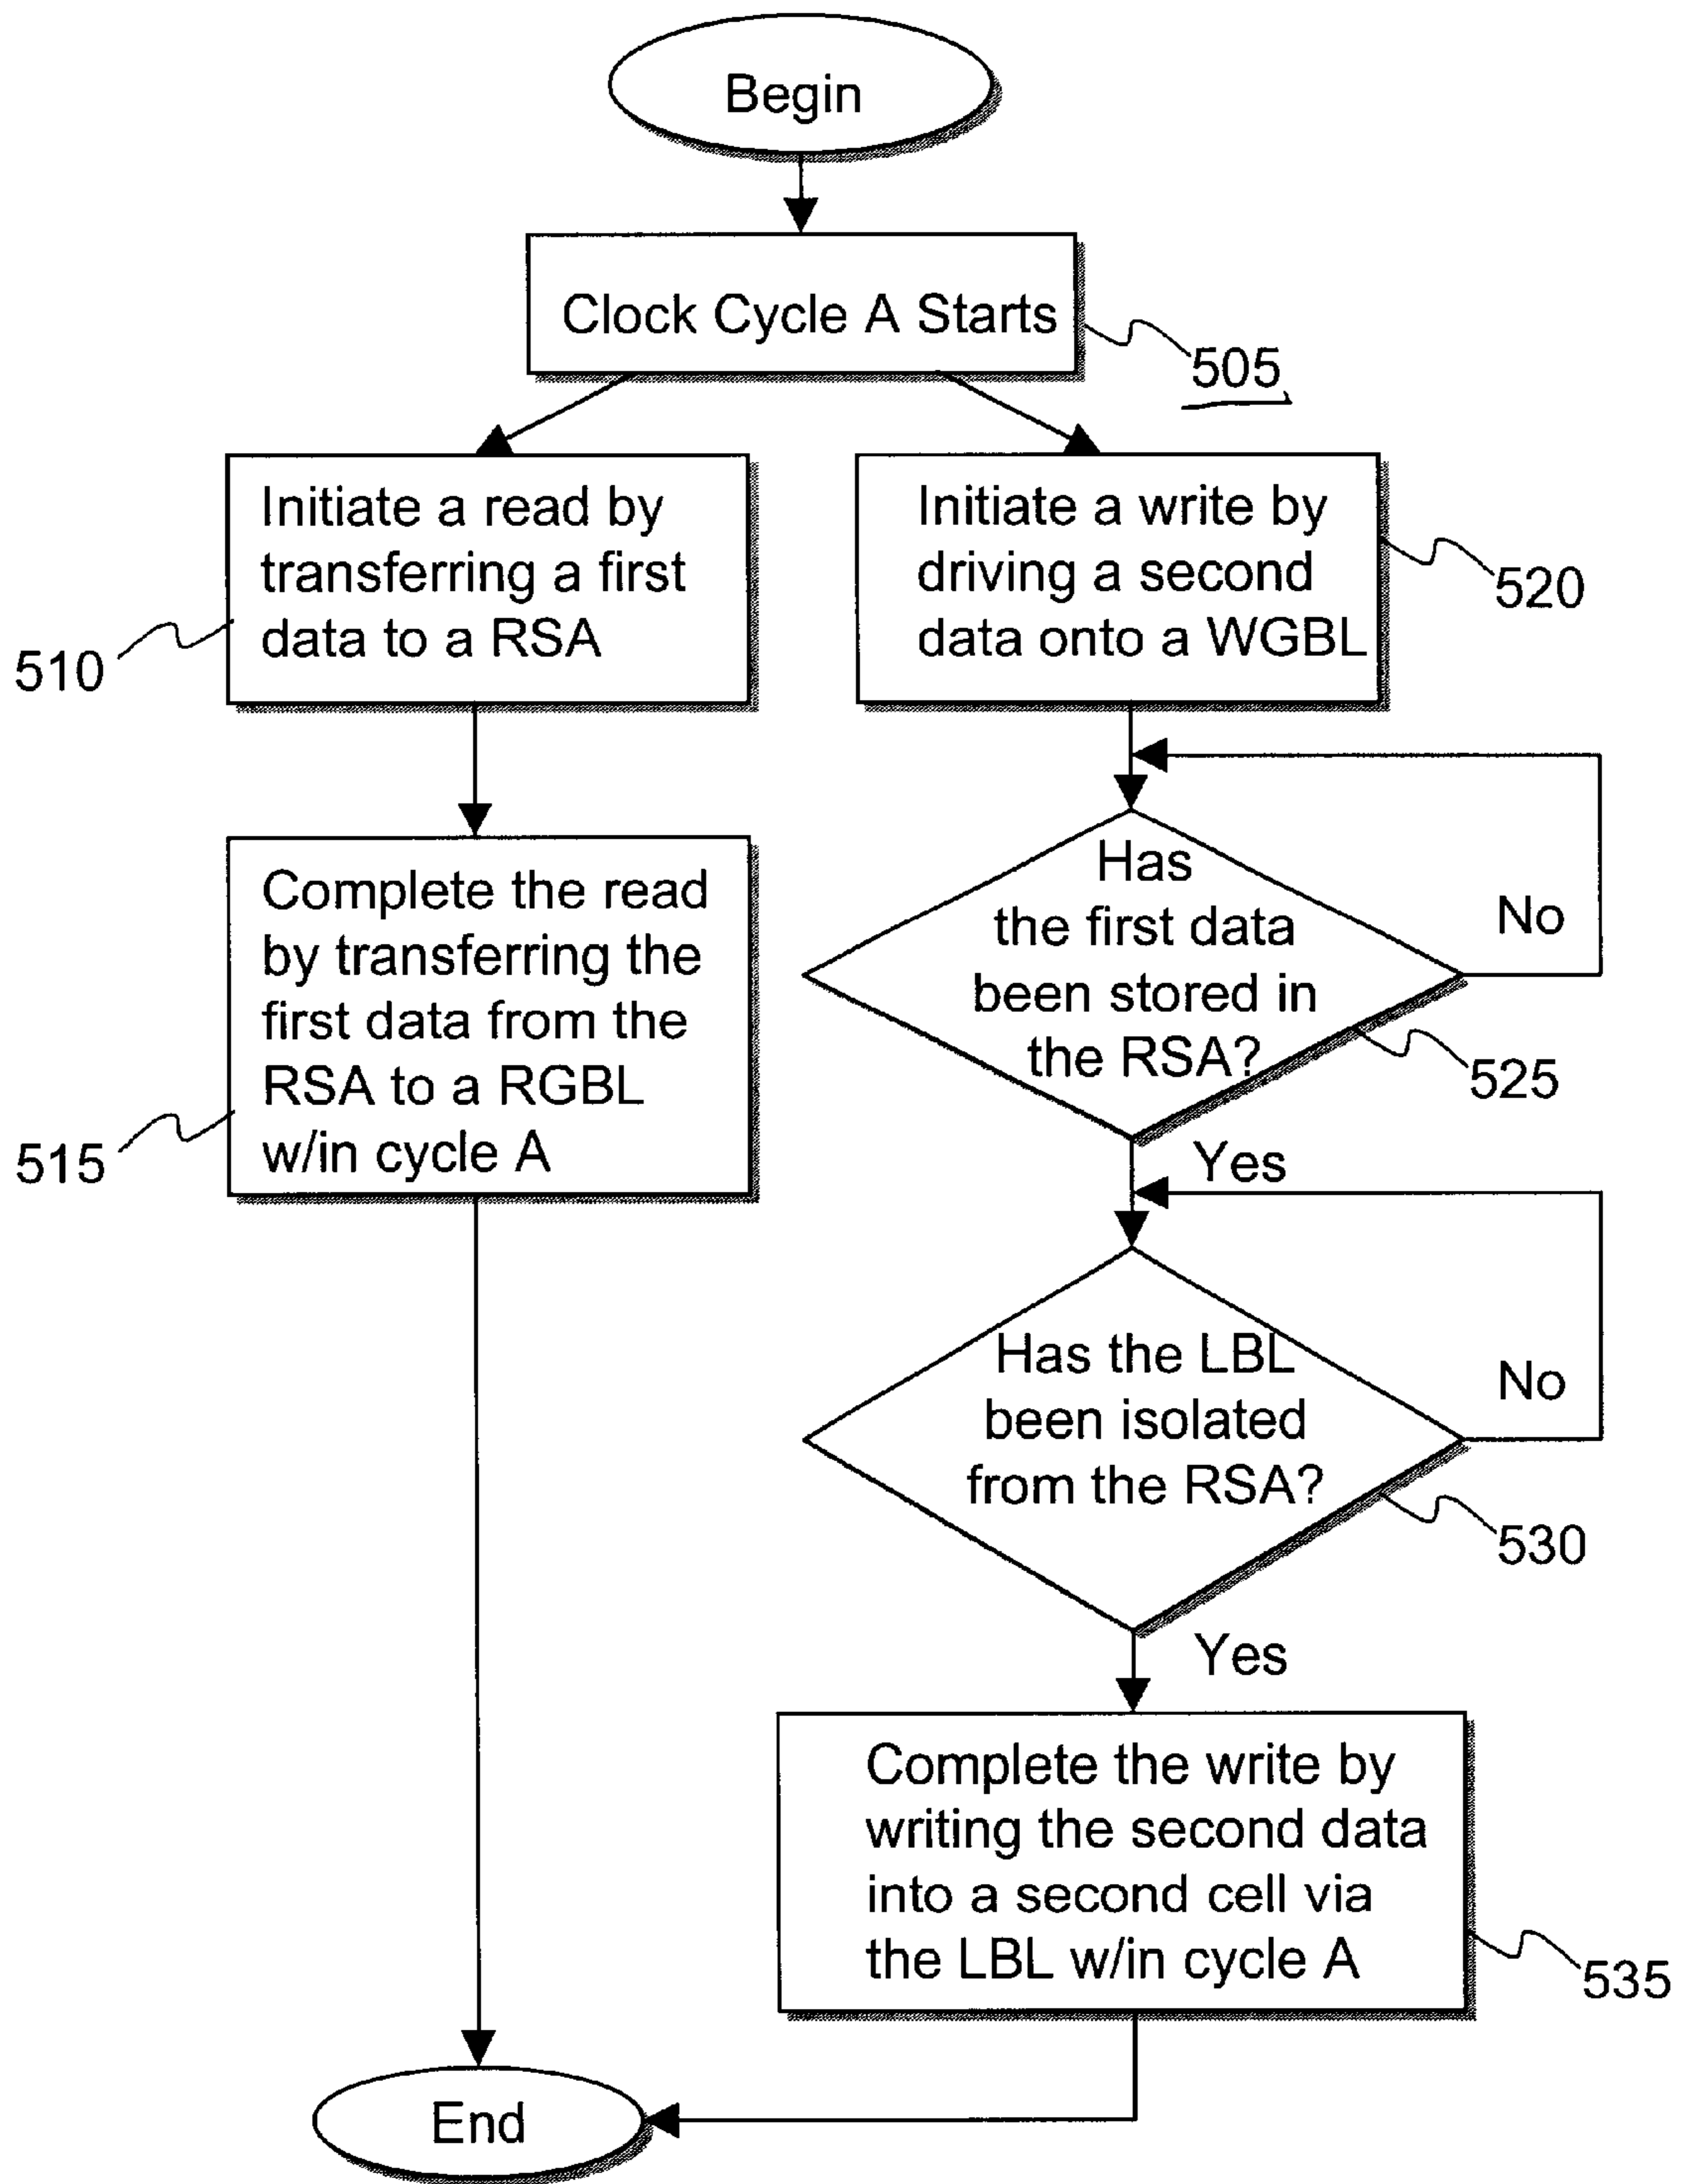 Begin
Clock Cycle A Starts
505
Initiate a read by
transferring a first
data to a RSA
510
Initiate a write by
driving a second
data onto a WGBL
520
Complete the read
by transferring the
first data from the
RSA to a RGBL
w/in cycle A
515
Has
the first data
been stored in
the RSA?
No
525
Yes
Has the LBL
been isolated
from the RSA?
No
530
Yes
Complete the write by
writing the second data
into a second cell via
the LBL w/in cycle A
535
End